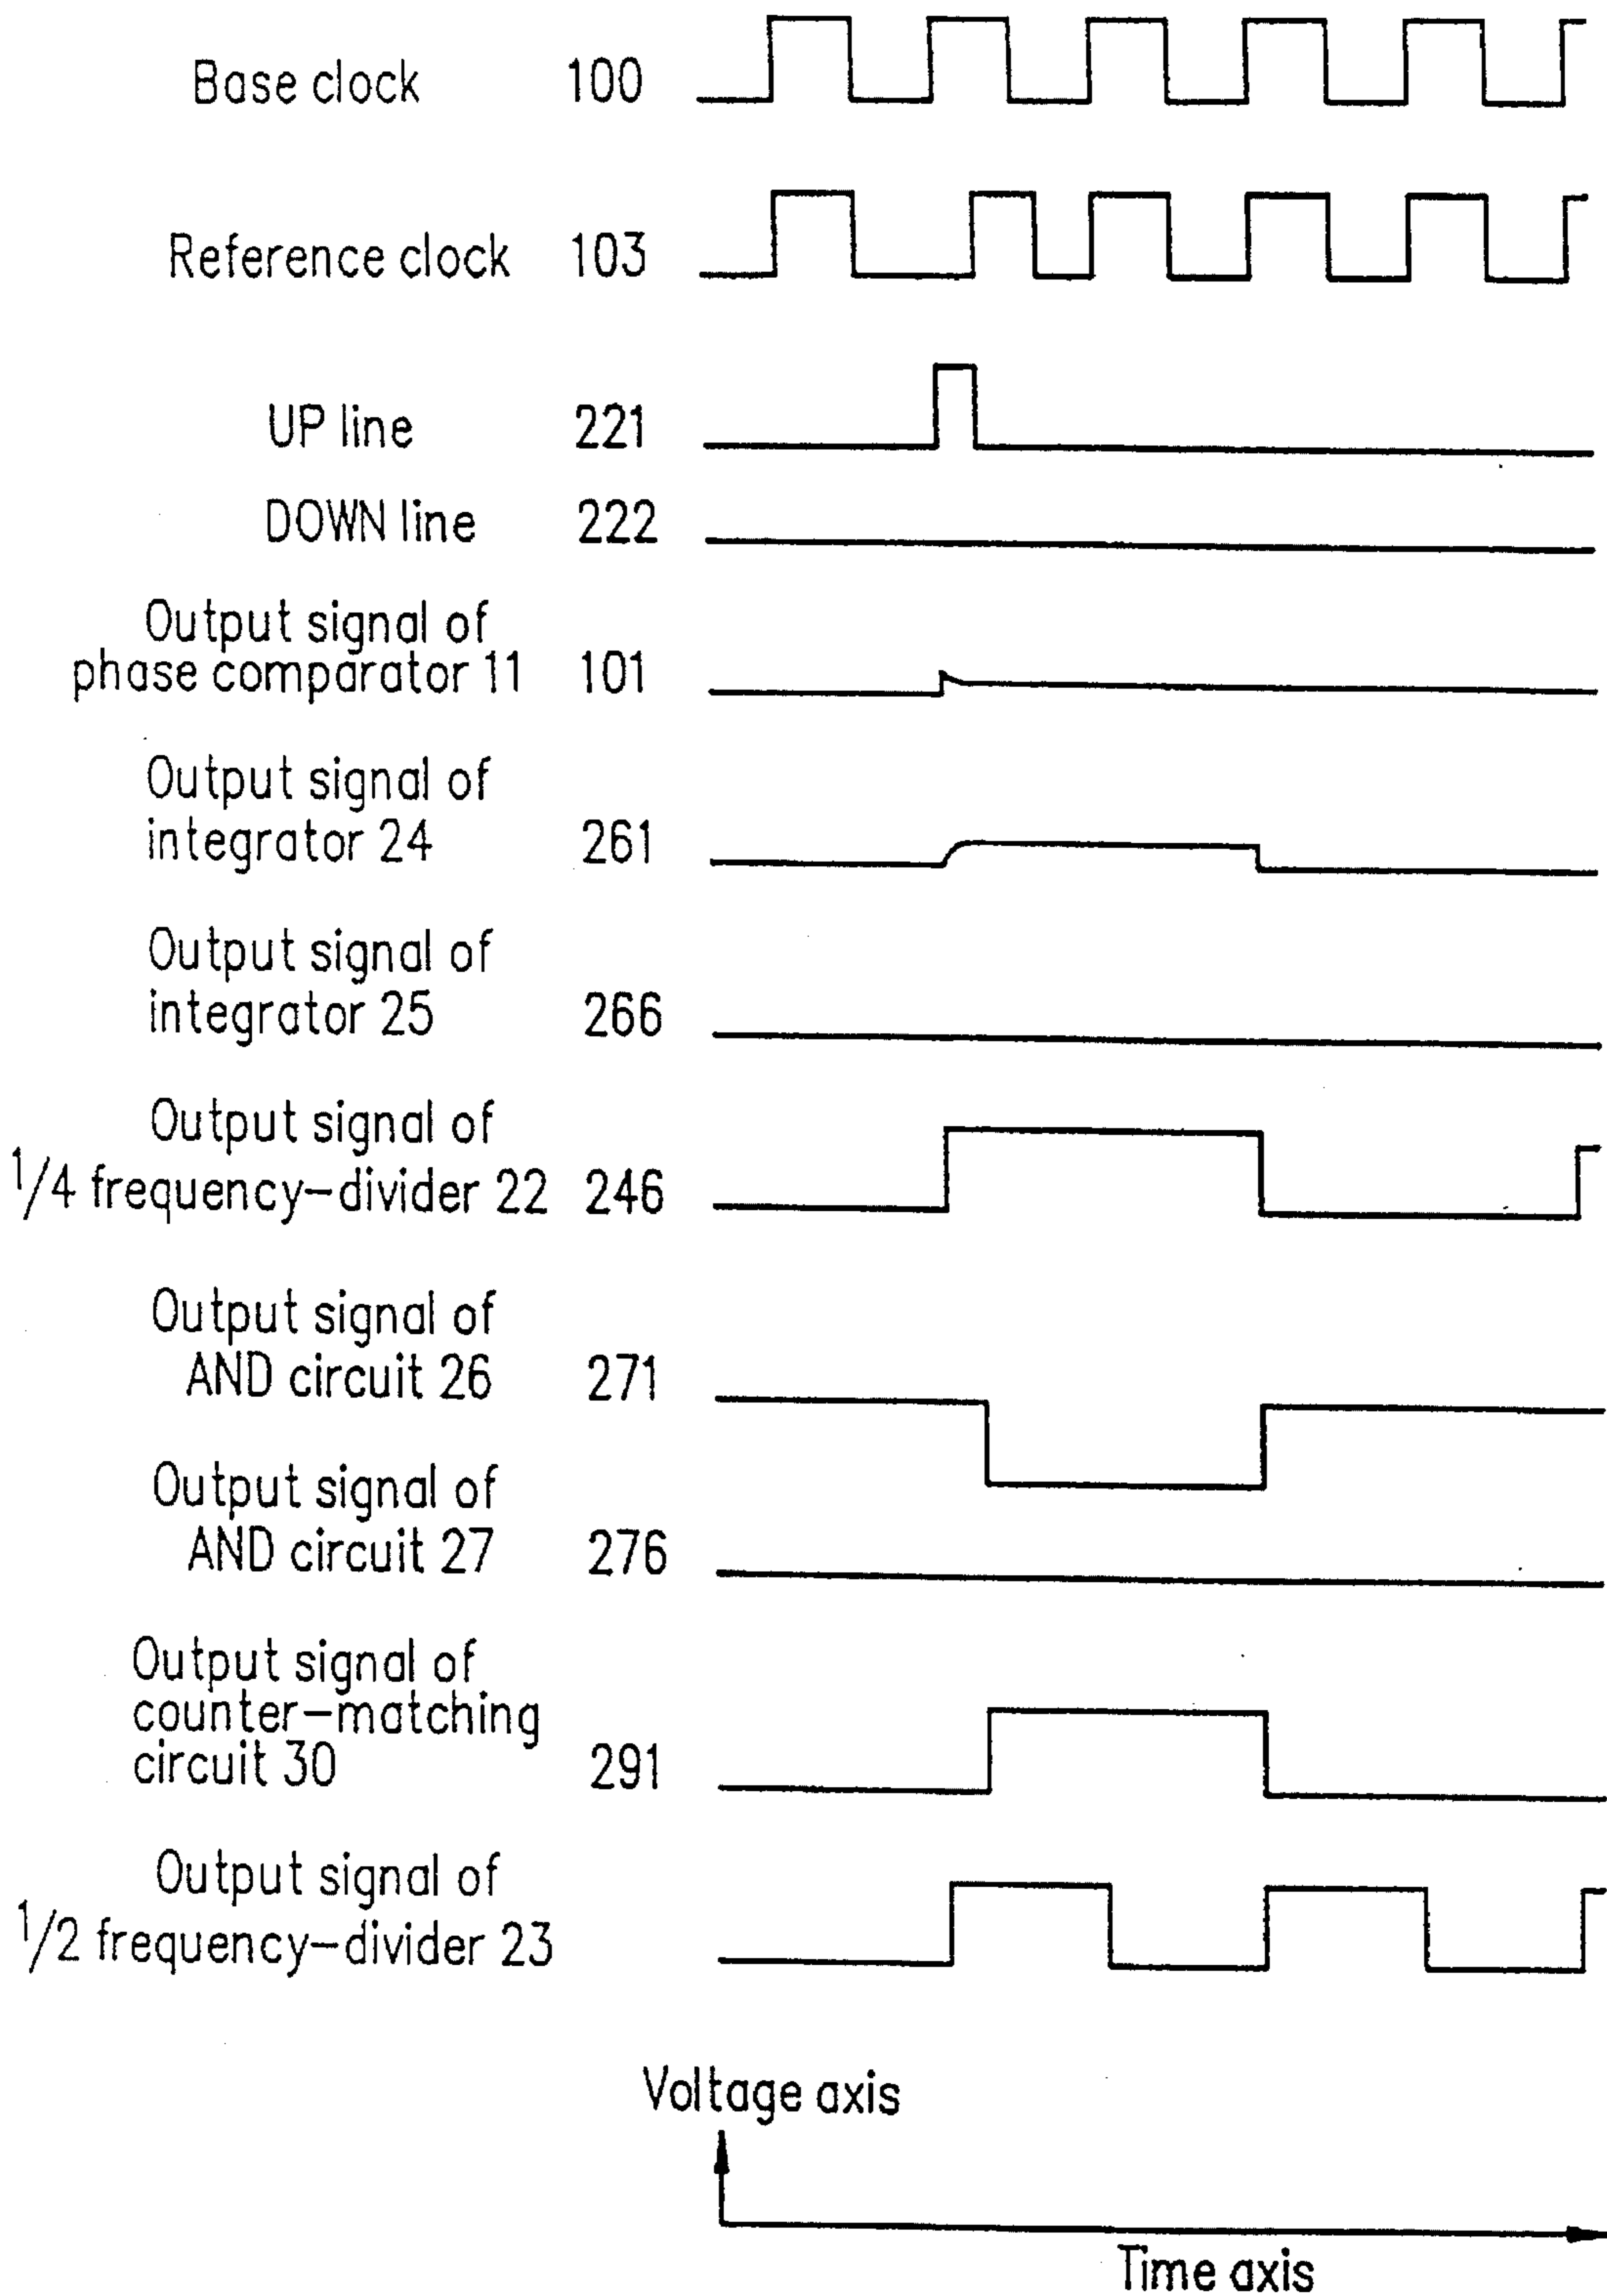 Base clock 100
Reference clock 103
UP line 221
DOWN line 222
Output signal of
phase comparator 11 101
Output signal of
integrator 24 261
Output signal of
integrator 25 266
Output signal of
1/4 frequency-divider 22 246
Output signal of
AND circuit 26 271
Output signal of
AND circuit 27 276
Output signal of
counter-matching
circuit 30 291
Output signal of
1/2 frequency-divider 23
Voltage axis
Time axis